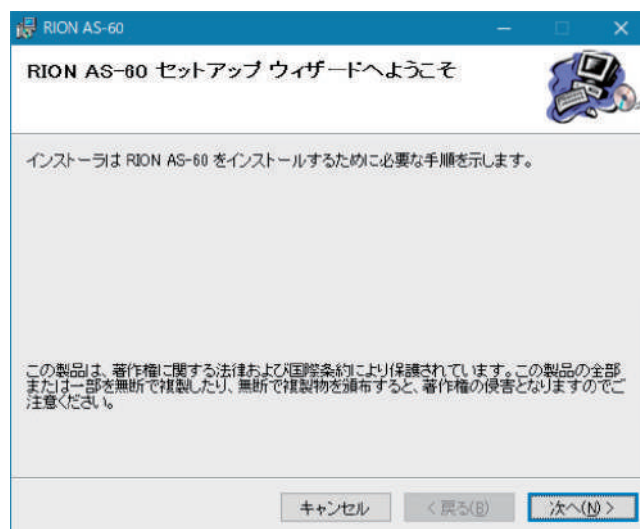 RION AS-60
RION AS-60 セットアップ ウィザードへようこそ
インストーラは RION AS-60 をインストールするために必要な手順を示します。
この製品は、著作権に関する法律および国際条約により保護されています。この製品の全部
または一部を無断で複製したり、無断で複製物を頒布すると、著作権の侵害となりますのでご
注意ください。
キャンセル
< 戻る(B)
次へ(N) >